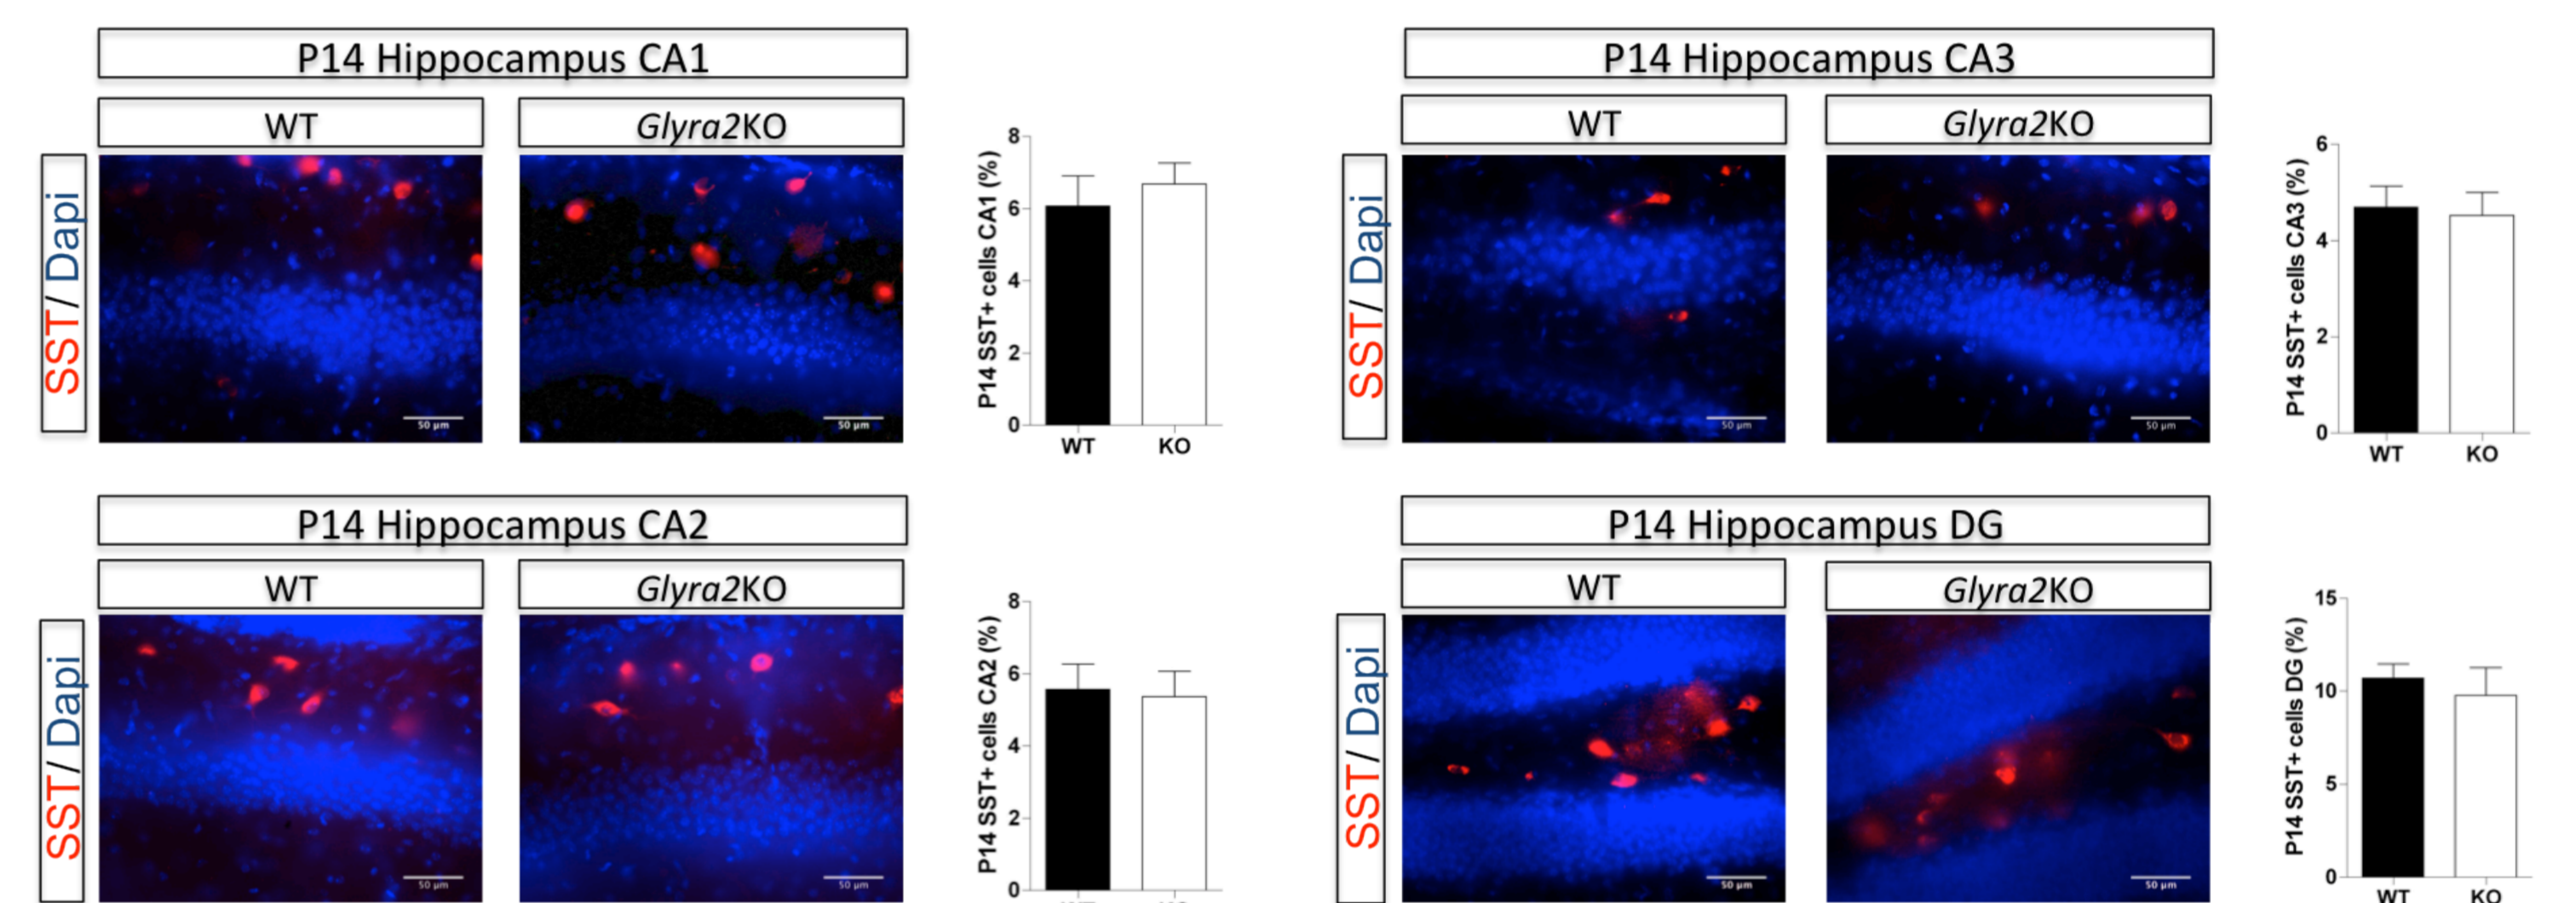 P14 Hippocampus CA1
WT
Glyra2KO
SST/ Dapi
50 µm
50 µm
P14 SST+ cells CA1 (%)
8
6
4
2
0
WT
KO
P14 Hippocampus CA3
WT
Glyra2KO
SST/ Dapi
50 µm
50 µm
P14 SST+ cells CA3 (%)
6
4
2
0
WT
KO
P14 Hippocampus CA2
WT
Glyra2KO
SST/ Dapi
50 µm
50 µm
P14 SST+ cells CA2 (%)
8
6
4
2
0
P14 Hippocampus DG
WT
Glyra2KO
SST/ Dapi
50 µm
50 µm
P14 SST+ cells DG (%)
15
10
5
0
WT
KO